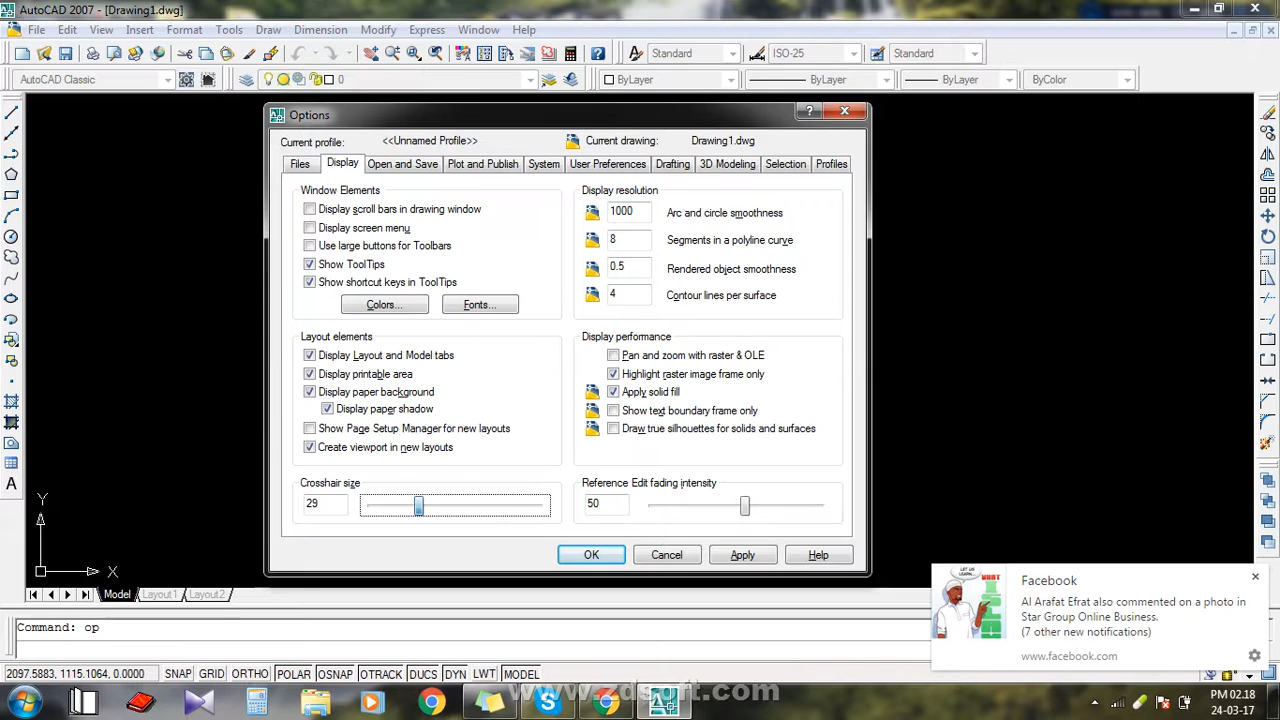 AutoCAD 2007 - [Drawing1.dwg]
File Edit View Insert Format Tools Draw Dimension Modify Express Window Help
Standard ISO-25 Standard
AutoCAD Classic 0 ByLayer ByLayer ByLayer ByColor
Options
Current profile: <<Unnamed Profile>> Current drawing: Drawing1.dwg
Files Display Open and Save Plot and Publish System User Preferences Drafting 3D Modeling Selection Profiles
Window Elements
Display scroll bars in drawing window
Display screen menu
Use large buttons for Toolbars
Show ToolTips
Show shortcut keys in ToolTips
Colors... Fonts...
Display resolution
1000 Arc and circle smoothness
8 Segments in a polyline curve
0.5 Rendered object smoothness
4 Contour lines per surface
Layout elements
Display Layout and Model tabs
Display printable area
Display paper background
Display paper shadow
Show Page Setup Manager for new layouts
Create viewport in new layouts
Display performance
Pan and zoom with raster & OLE
Highlight raster image frame only
Apply solid fill
Show text boundary frame only
Draw true silhouettes for solids and surfaces
Crosshair size
29
Reference Edit fading intensity
50
OK Cancel Apply Help
Y
X
Model Layout1 Layout2
Command: op
Facebook
Al Arafat Efrat also commented on a photo in
Star Group Online Business.
(7 other new notifications)
www.facebook.com
2097.5883, 1115.1064, 0.0000 SNAP GRID ORTHO POLAR OSNAP OTRACK DUCS DYN LWT MODEL
www.zdsoft.com
PM 02.18
24-03-17